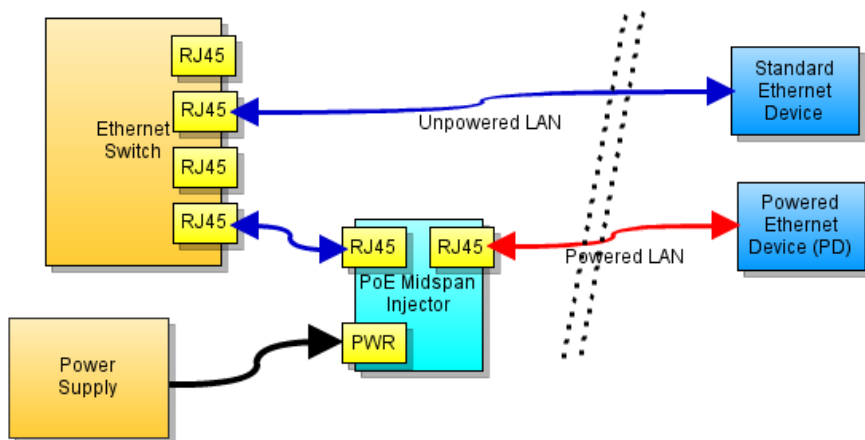 RJ45
RJ45
Ethernet
Switch
RJ45
RJ45
Unpowered LAN
Standard
Ethernet
Device
RJ45
RJ45
PoE Midspan
Injector
PWR
Powered LAN
Powered
Ethernet
Device (PD)
Power
Supply